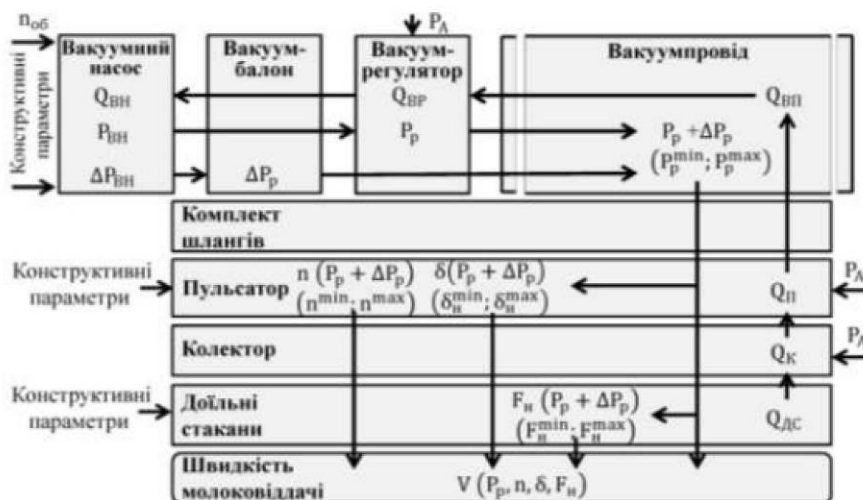 n_об
P_А
Вакуумний насос
Вакуум-балон
Вакуум-регулятор
Вакуумпровід
Конструктивні параметри
Q_ВН
Q_ВР
Q_ВП
P_ВН
P_р
P_р +ΔP_р
(P_р^min; P_р^max)
ΔP_ВН
ΔP_р
Комплект шлангів
Конструктивні параметри
Пульсатор
n (P_р + ΔP_р)
(n^min; n^max)
δ(P_р + ΔP_р)
(δ_н^min; δ_н^max)
Q_П
P_А
Колектор
Q_К
P_А
Конструктивні параметри
Доїльні стакани
F_н (P_р + ΔP_р)
(F_н^min; F_н^max)
Q_ДС
Швидкість молоковіддачі
V (P_р, n, δ, F_н)